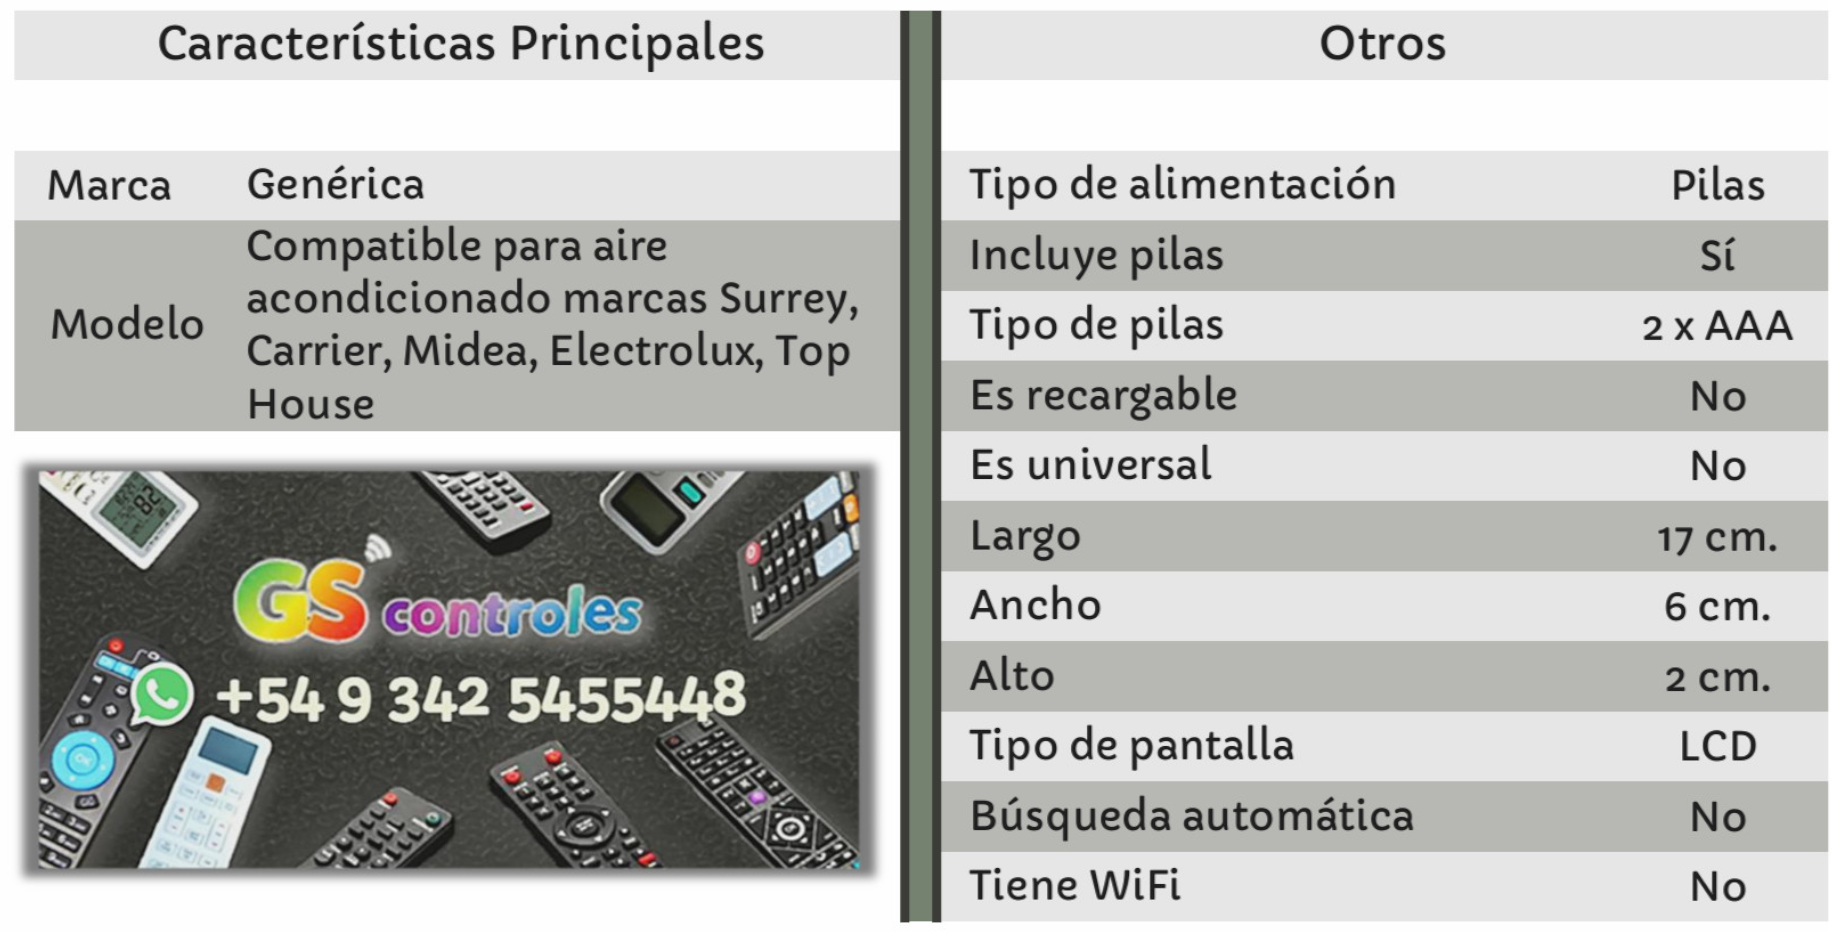 Características Principales
Marca Genérica
Modelo
Compatible para aire
acondicionado marcas Surrey,
Carrier, Midea, Electrolux, Top
House
GS controles
+54 9 342 5455448
Otros
Tipo de alimentación Pilas
Incluye pilas Sí
Tipo de pilas 2 x AAA
Es recargable No
Es universal No
Largo 17 cm.
Ancho 6 cm.
Alto 2 cm.
Tipo de pantalla LCD
Búsqueda automática No
Tiene WiFi No